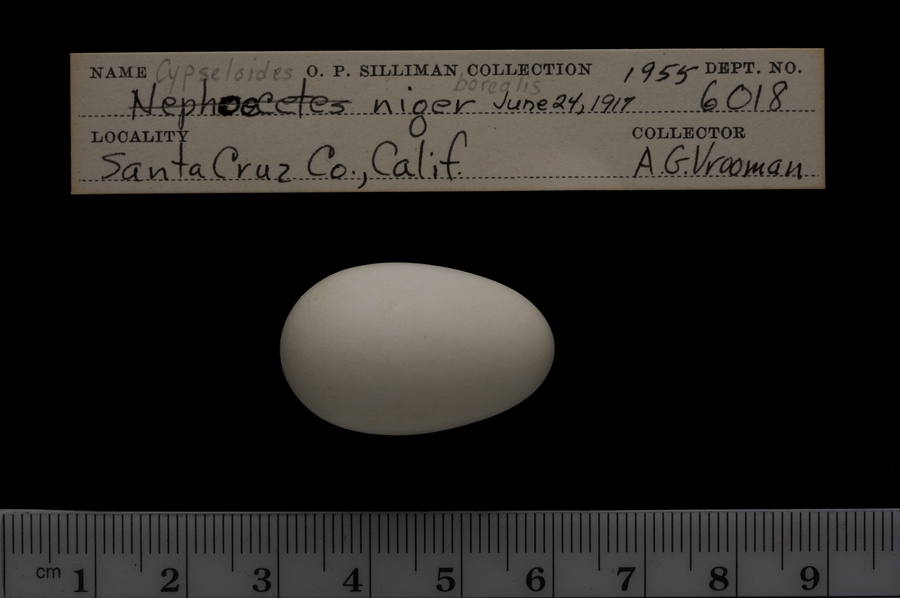 NAME Cypseloides O. P. SILLIMAN COLLECTION 1955 DEPT. NO.
Nephoecetes niger borealis June 24, 1917 6018
LOCALITY COLLECTOR
Santa Cruz Co., Calif. A.G. Vrooman
cm 1 2 3 4 5 6 7 8 9